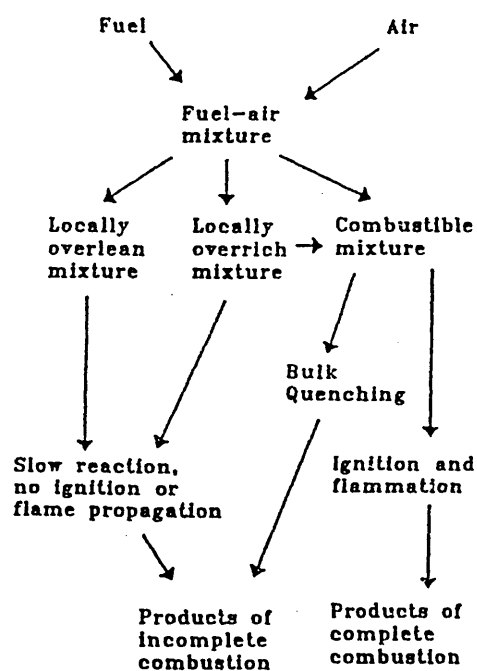 Fuel
Air
Fuel-air
mixture
Locally
overlean
mixture
Locally
overrich
mixture
Combustible
mixture
Bulk
Quenching
Slow reaction,
no ignition or
flame propagation
Ignition and
flammation
Products of
incomplete
combustion
Products of
complete
combustion